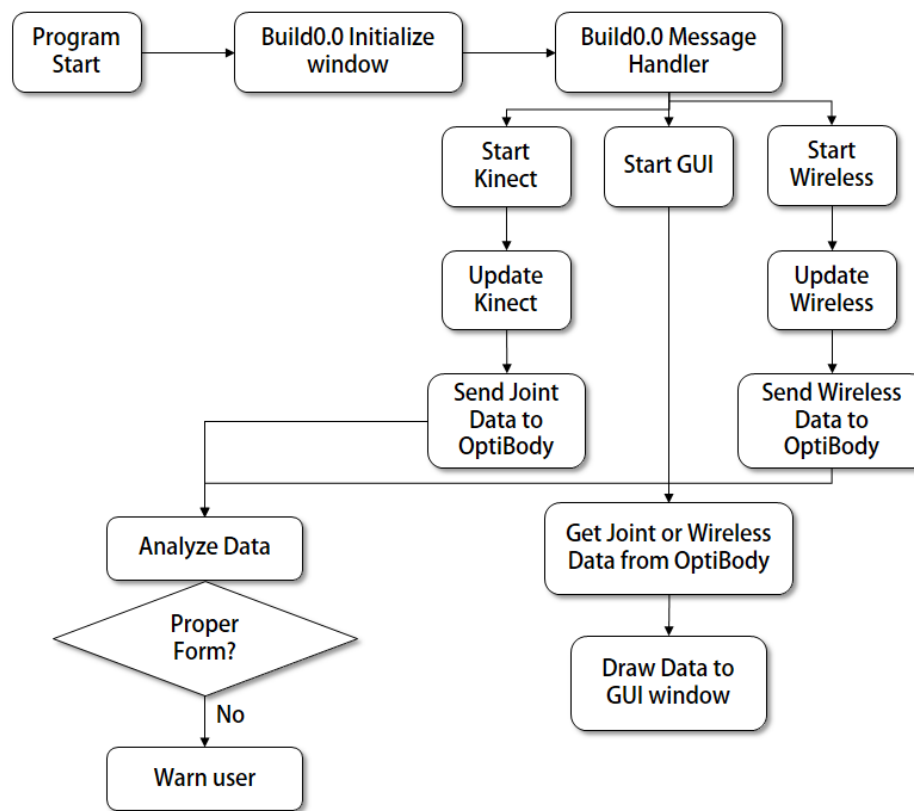 Program
Start
Build0.0 Initialize
window
Build0.0 Message
Handler
Start
Kinect
Start GUI
Start
Wireless
Update
Kinect
Update
Wireless
Send Joint
Data to
OptiBody
Send Wireless
Data to
OptiBody
Analyze Data
Get Joint or Wireless
Data from OptiBody
Proper
Form?
Draw Data to
GUI window
No
Warn user